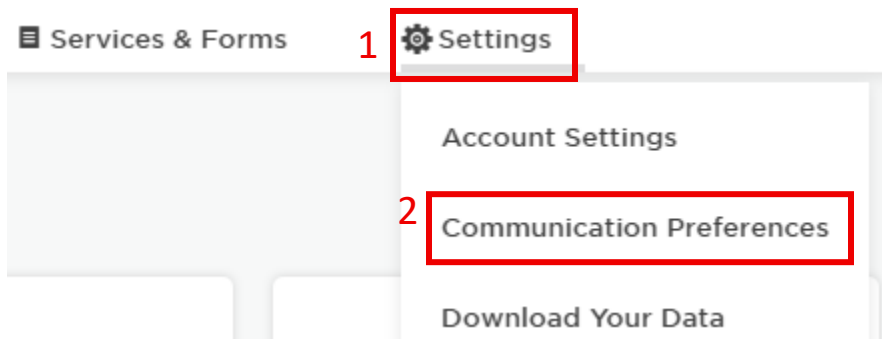 Services & Forms
1
Settings
Account Settings
2
Communication Preferences
Download Your Data